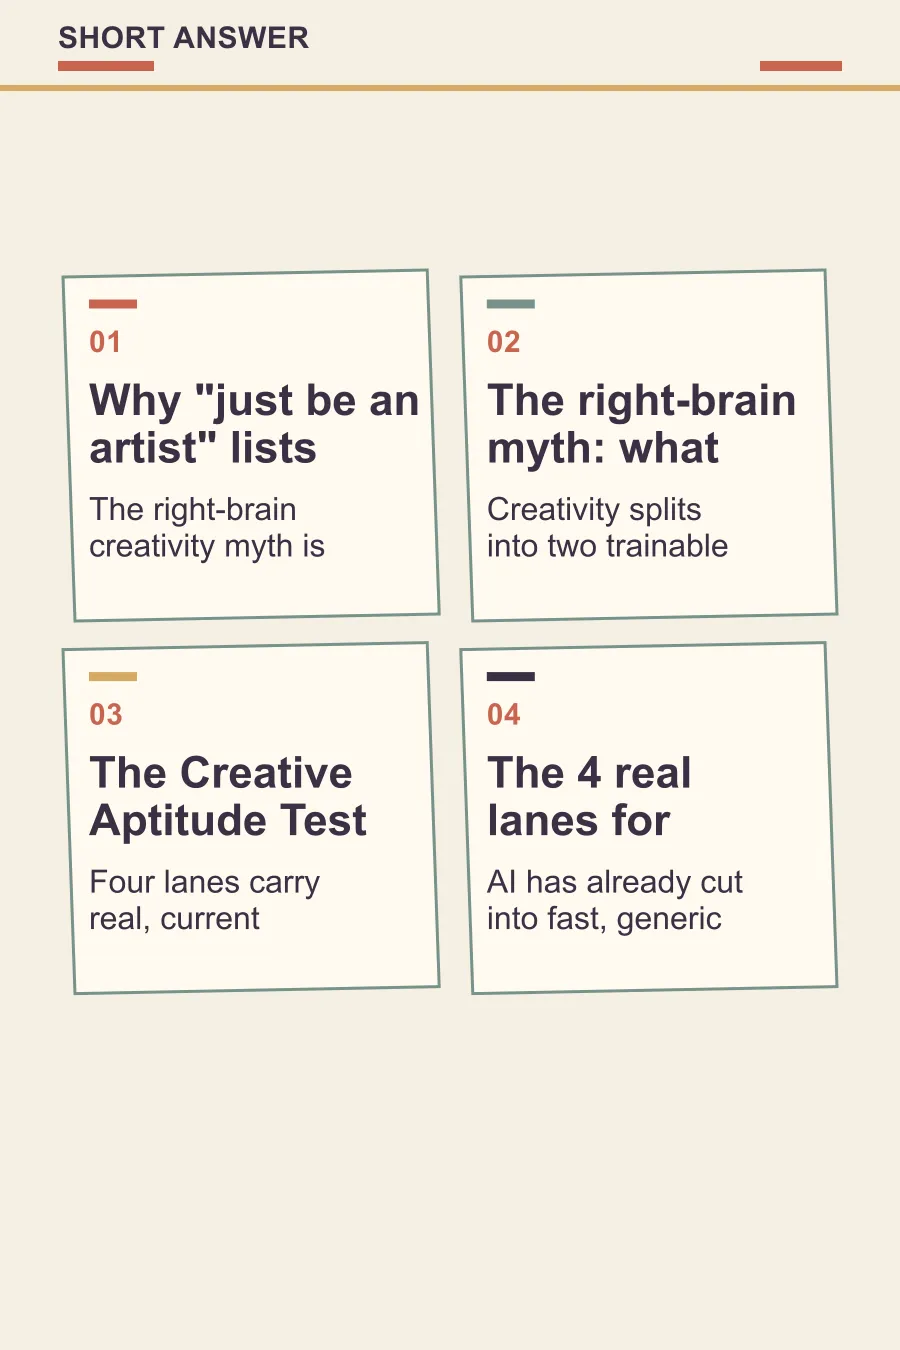 SHORT ANSWER
01
Why "just be an
artist" lists
The right-brain
creativity myth is
02
The right-brain
myth: what
Creativity splits
into two trainable
03
The Creative
Aptitude Test
Four lanes carry
real, current
04
The 4 real
lanes for
AI has already cut
into fast, generic